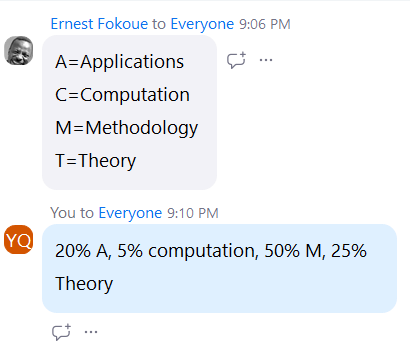 Ernest Fokoue to Everyone 9:06 PM
A=Applications
C=Computation
M=Methodology
T=Theory
You to Everyone 9:10 PM
YQ
20% A, 5% computation, 50% M, 25%
Theory